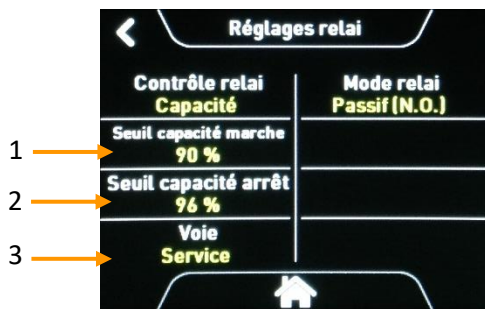 Réglages relai
Contrôle relai
Capacité
Mode relai
Passif (N.O.)
1
Seuil capacité marche
90 %
2
Seuil capacité arrêt
96 %
3
Voie
Service